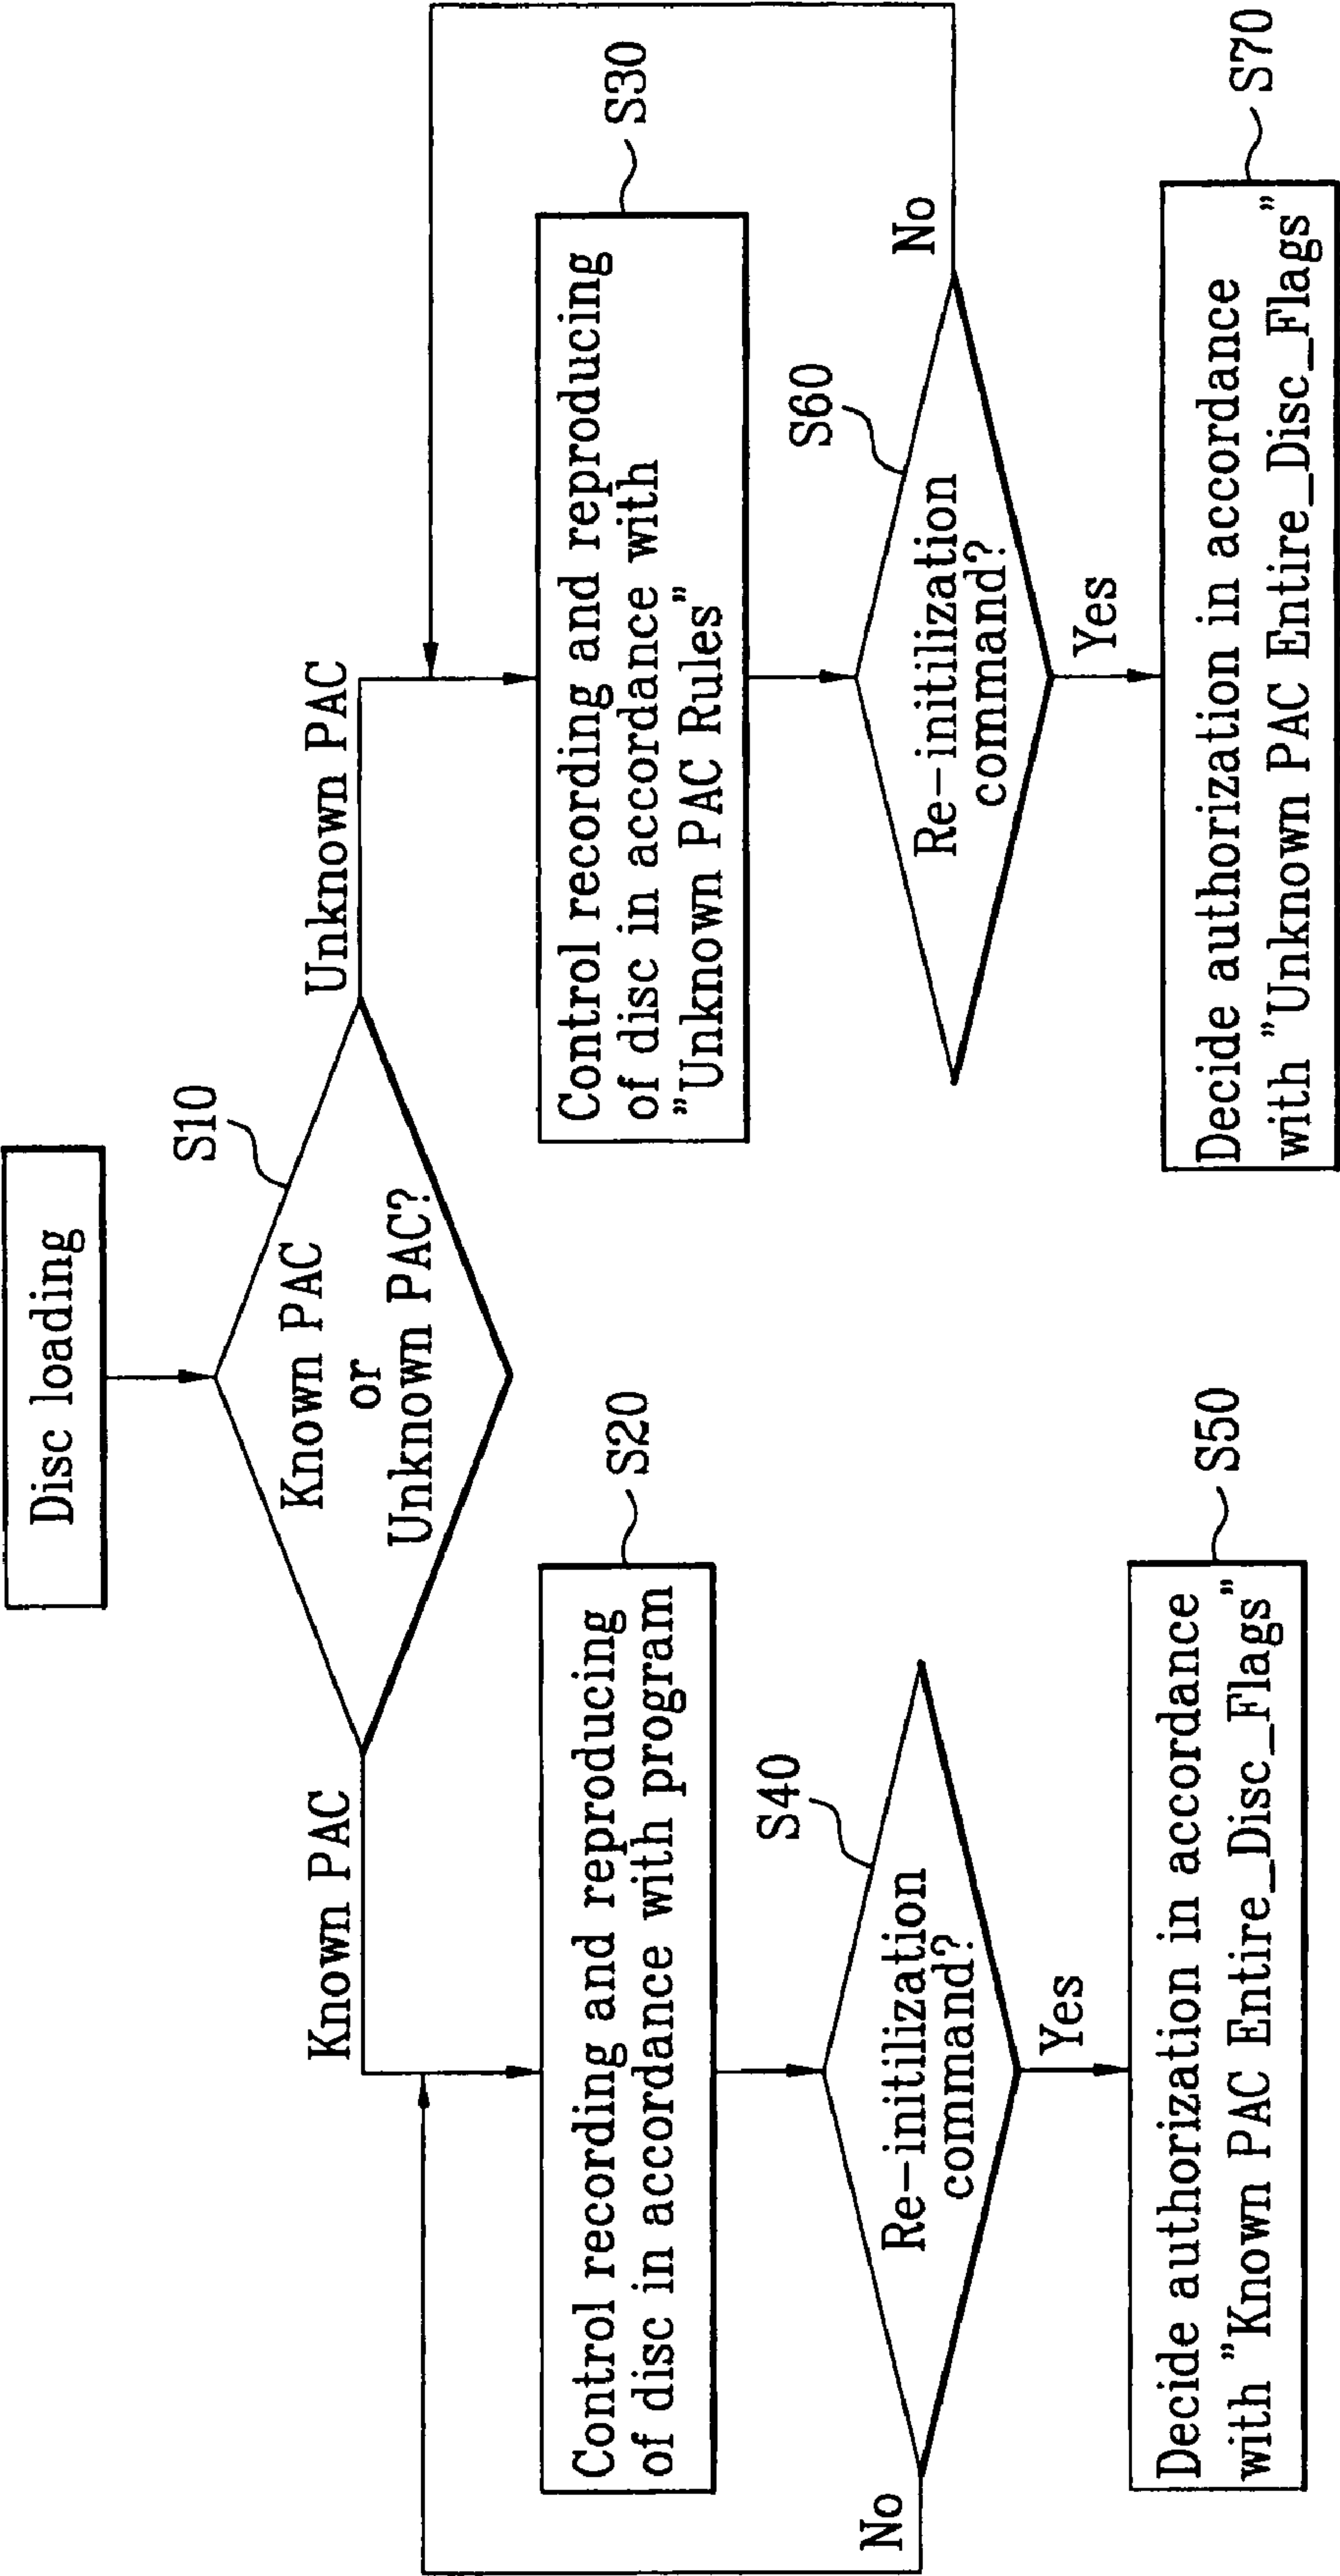 Disc loading
S10
Known PAC
or
Unknown PAC?
Known PAC
Unknown PAC
Control recording and reproducing
of disc in accordance with program
S20
Control recording and reproducing
of disc in accordance with
"Unknown PAC Rules"
S30
S40
Re-initilization
command?
No
Yes
S60
Re-initilization
command?
No
Yes
Decide authorization in accordance
with "Known PAC Entire_Disc_Flags"
S50
Decide authorization in accordance
with "Unknown PAC Entire_Disc_Flags"
S70